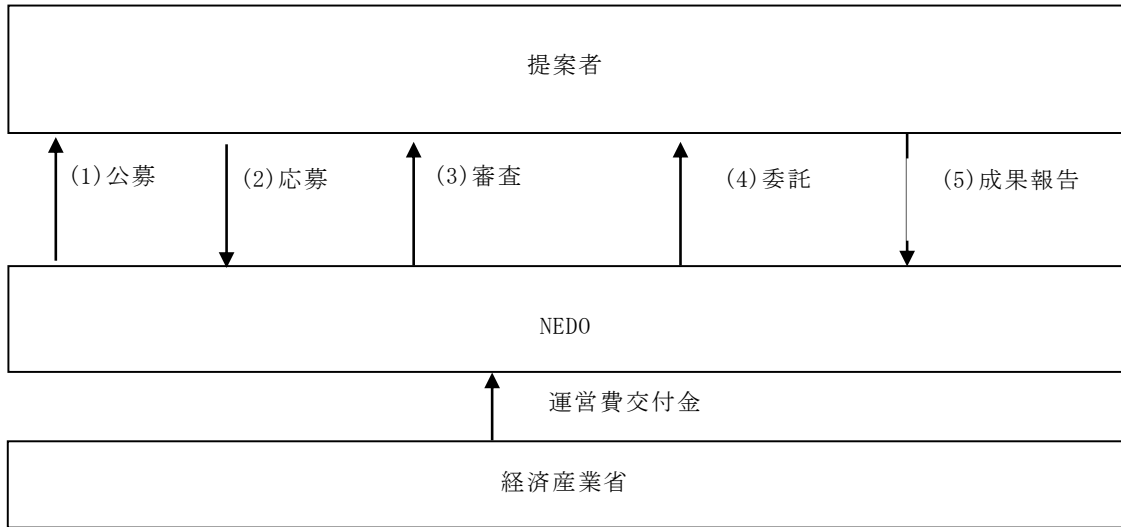 提案者
(1)公募
(2)応募
(3)審査
(4)委託
(5)成果報告
NEDO
運営費交付金
経済産業省